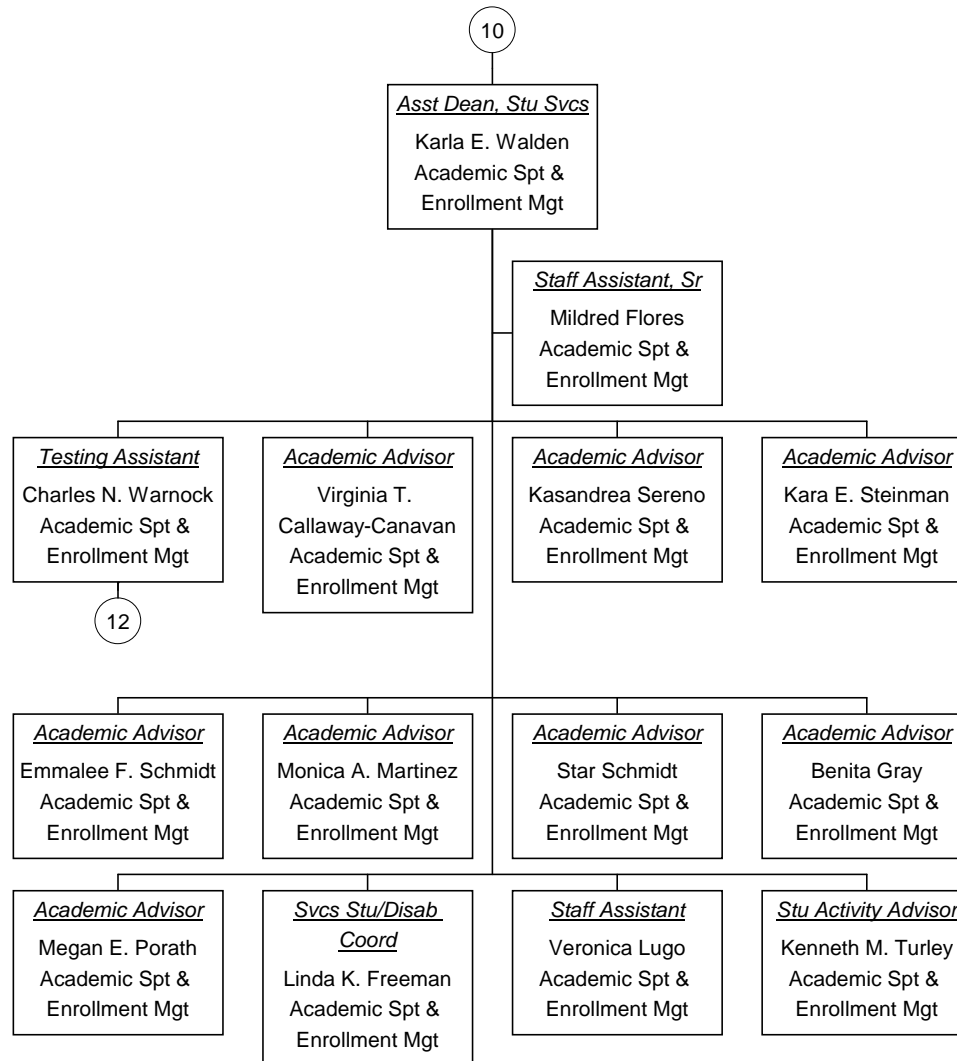 10
Asst Dean, Stu Svcs
Karla E. Walden
Academic Spt &
Enrollment Mgt
Staff Assistant, Sr
Mildred Flores
Academic Spt &
Enrollment Mgt
Testing Assistant
Charles N. Warnock
Academic Spt &
Enrollment Mgt
12
Academic Advisor
Virginia T.
Callaway-Canavan
Academic Spt &
Enrollment Mgt
Academic Advisor
Kasandrea Sereno
Academic Spt &
Enrollment Mgt
Academic Advisor
Kara E. Steinman
Academic Spt &
Enrollment Mgt
Academic Advisor
Emmalee F. Schmidt
Academic Spt &
Enrollment Mgt
Academic Advisor
Monica A. Martinez
Academic Spt &
Enrollment Mgt
Academic Advisor
Star Schmidt
Academic Spt &
Enrollment Mgt
Academic Advisor
Benita Gray
Academic Spt &
Enrollment Mgt
Academic Advisor
Megan E. Porath
Academic Spt &
Enrollment Mgt
Svcs Stu/Disab
Coord
Linda K. Freeman
Academic Spt &
Enrollment Mgt
Staff Assistant
Veronica Lugo
Academic Spt &
Enrollment Mgt
Stu Activity Advisor
Kenneth M. Turley
Academic Spt &
Enrollment Mgt